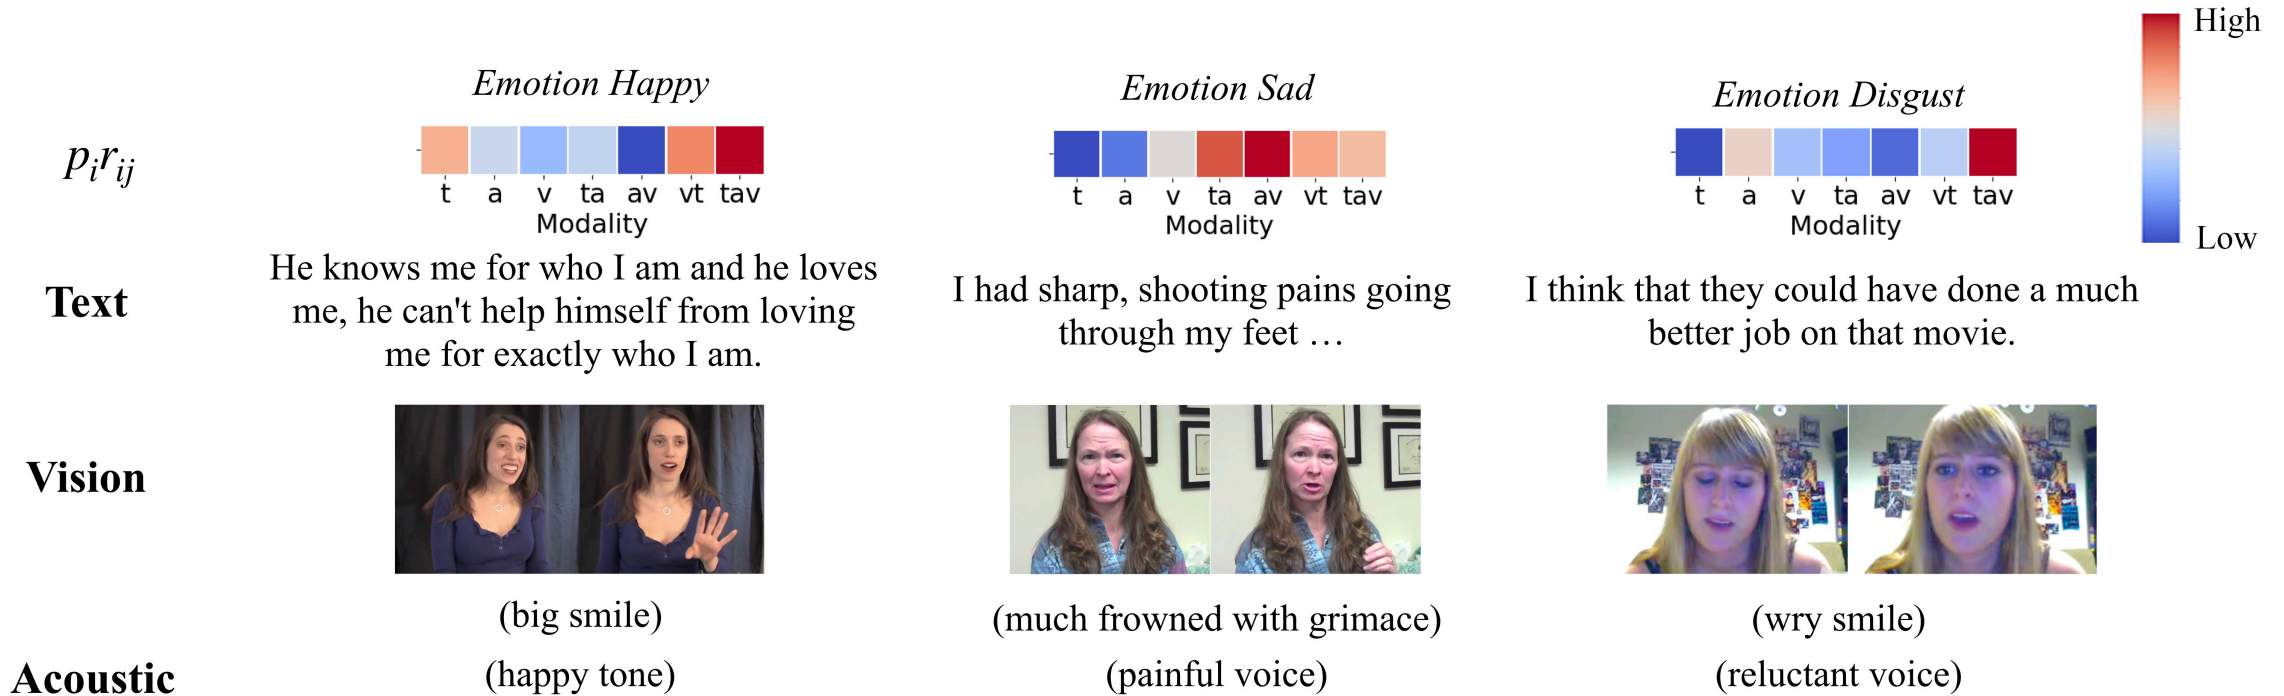 High
Emotion Happy
Emotion Sad
Emotion Disgust
p_i r_ij
t a v ta av vt tav
t a v ta av vt tav
t a v ta av vt tav
Modality
Modality
Modality
Low
Text
He knows me for who I am and he loves
me, he can't help himself from loving
me for exactly who I am.
I had sharp, shooting pains going
through my feet …
I think that they could have done a much
better job on that movie.
Vision
(big smile)
(much frowned with grimace)
(wry smile)
Acoustic
(happy tone)
(painful voice)
(reluctant voice)